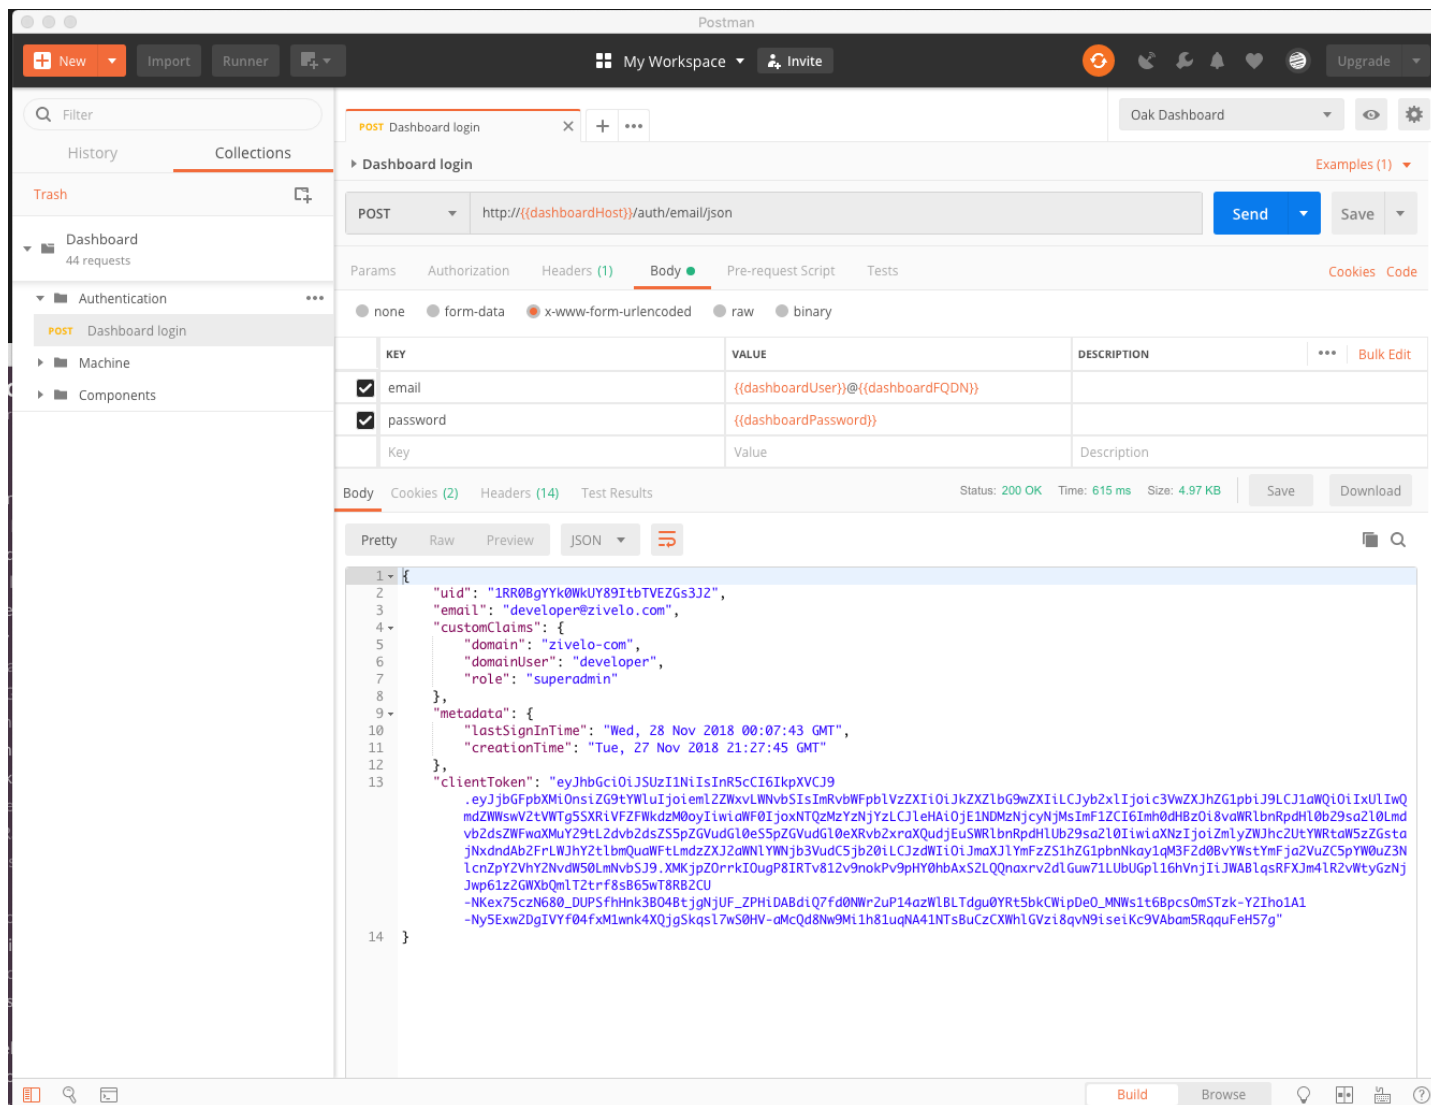 Postman
New
Import
Runner
My Workspace
Invite
Upgrade
Filter
History
Collections
Trash
Dashboard
44 requests
Authentication
POST Dashboard login
Machine
Components
POST Dashboard login
Oak Dashboard
Dashboard login
Examples (1)
POST
http://{{dashboardHost}}/auth/email/json
Send
Save
Params
Authorization
Headers (1)
Body
Pre-request Script
Tests
Cookies
Code
none
form-data
x-www-form-urlencoded
raw
binary
KEY
VALUE
DESCRIPTION
Bulk Edit
email
{{dashboardUser}}@{{dashboardFQDN}}
password
{{dashboardPassword}}
Key
Value
Description
Body
Cookies (2)
Headers (14)
Test Results
Status: 200 OK
Time: 615 ms
Size: 4.97 KB
Save
Download
Pretty
Raw
Preview
JSON
1 {
2 "uid": "1RR0BgYYk0WkUY89ItbTVEZGs3J2",
3 "email": "developer@zivelo.com",
4 "customClaims": {
5 "domain": "zivelo-com",
6 "domainUser": "developer",
7 "role": "superadmin"
8 },
9 "metadata": {
10 "lastSignInTime": "Wed, 28 Nov 2018 00:07:43 GMT",
11 "creationTime": "Tue, 27 Nov 2018 21:27:45 GMT"
12 },
13 "clientToken": "eyJhbGciOiJSUzI1NiIsInR5cCI6IkpXVCJ9
14 }
Build
Browse